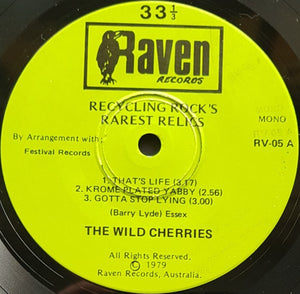 33 1/3
Raven
RECORDS
RECYCLING ROCK'S
RAREST RELICS
MONO
By Arrangement with:
Festival Records
RV-05 A
1. THAT'S LIFE (3.17)
2. KROME PLATED YABBY (2.56)
3. GOTTA STOP LYING (3.00)
(Barry Lyde) Essex
THE WILD CHERRIES
All Rights Reserved.
℗ 1979
Raven Records, Australia.